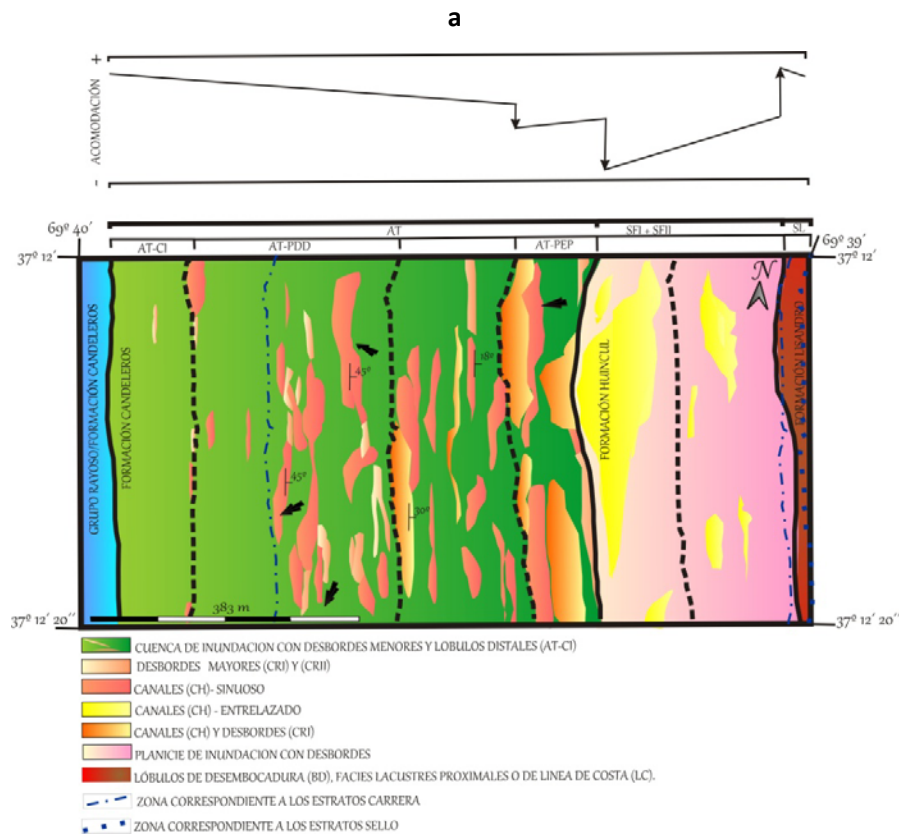 a
+
ACOMODACIÓN
-
69º 40´
AT
SFI + SFII
SL
69º 39´
AT-CI
AT-PDD
AT-PEP
37º 12´
37º 12´
N
GRUPO RAYOSO/FORMACIÓN CANDELEROS
FORMACIÓN CANDELEROS
FORMACIÓN HUINCUL
FORMACIÓN LISANDRO
45º
18º
45º
30º
383 m
37º 12´ 20´´
37º 12´ 20´´
CUENCA DE INUNDACION CON DESBORDES MENORES Y LOBULOS DISTALES (AT-CI)
DESBORDES MAYORES (CRI) Y (CRII)
CANALES (CH)- SINUOSO
CANALES (CH) - ENTRELAZADO
CANALES (CH) Y DESBORDES (CRI)
PLANICIE DE INUNDACION CON DESBORDES
LÓBULOS DE DESEMBOCADURA (BD), FACIES LACUSTRES PROXIMALES O DE LINEA DE COSTA (LC).
ZONA CORRESPONDIENTE A LOS ESTRATOS CARRERA
ZONA CORRESPONDIENTE A LOS ESTRATOS SELLO